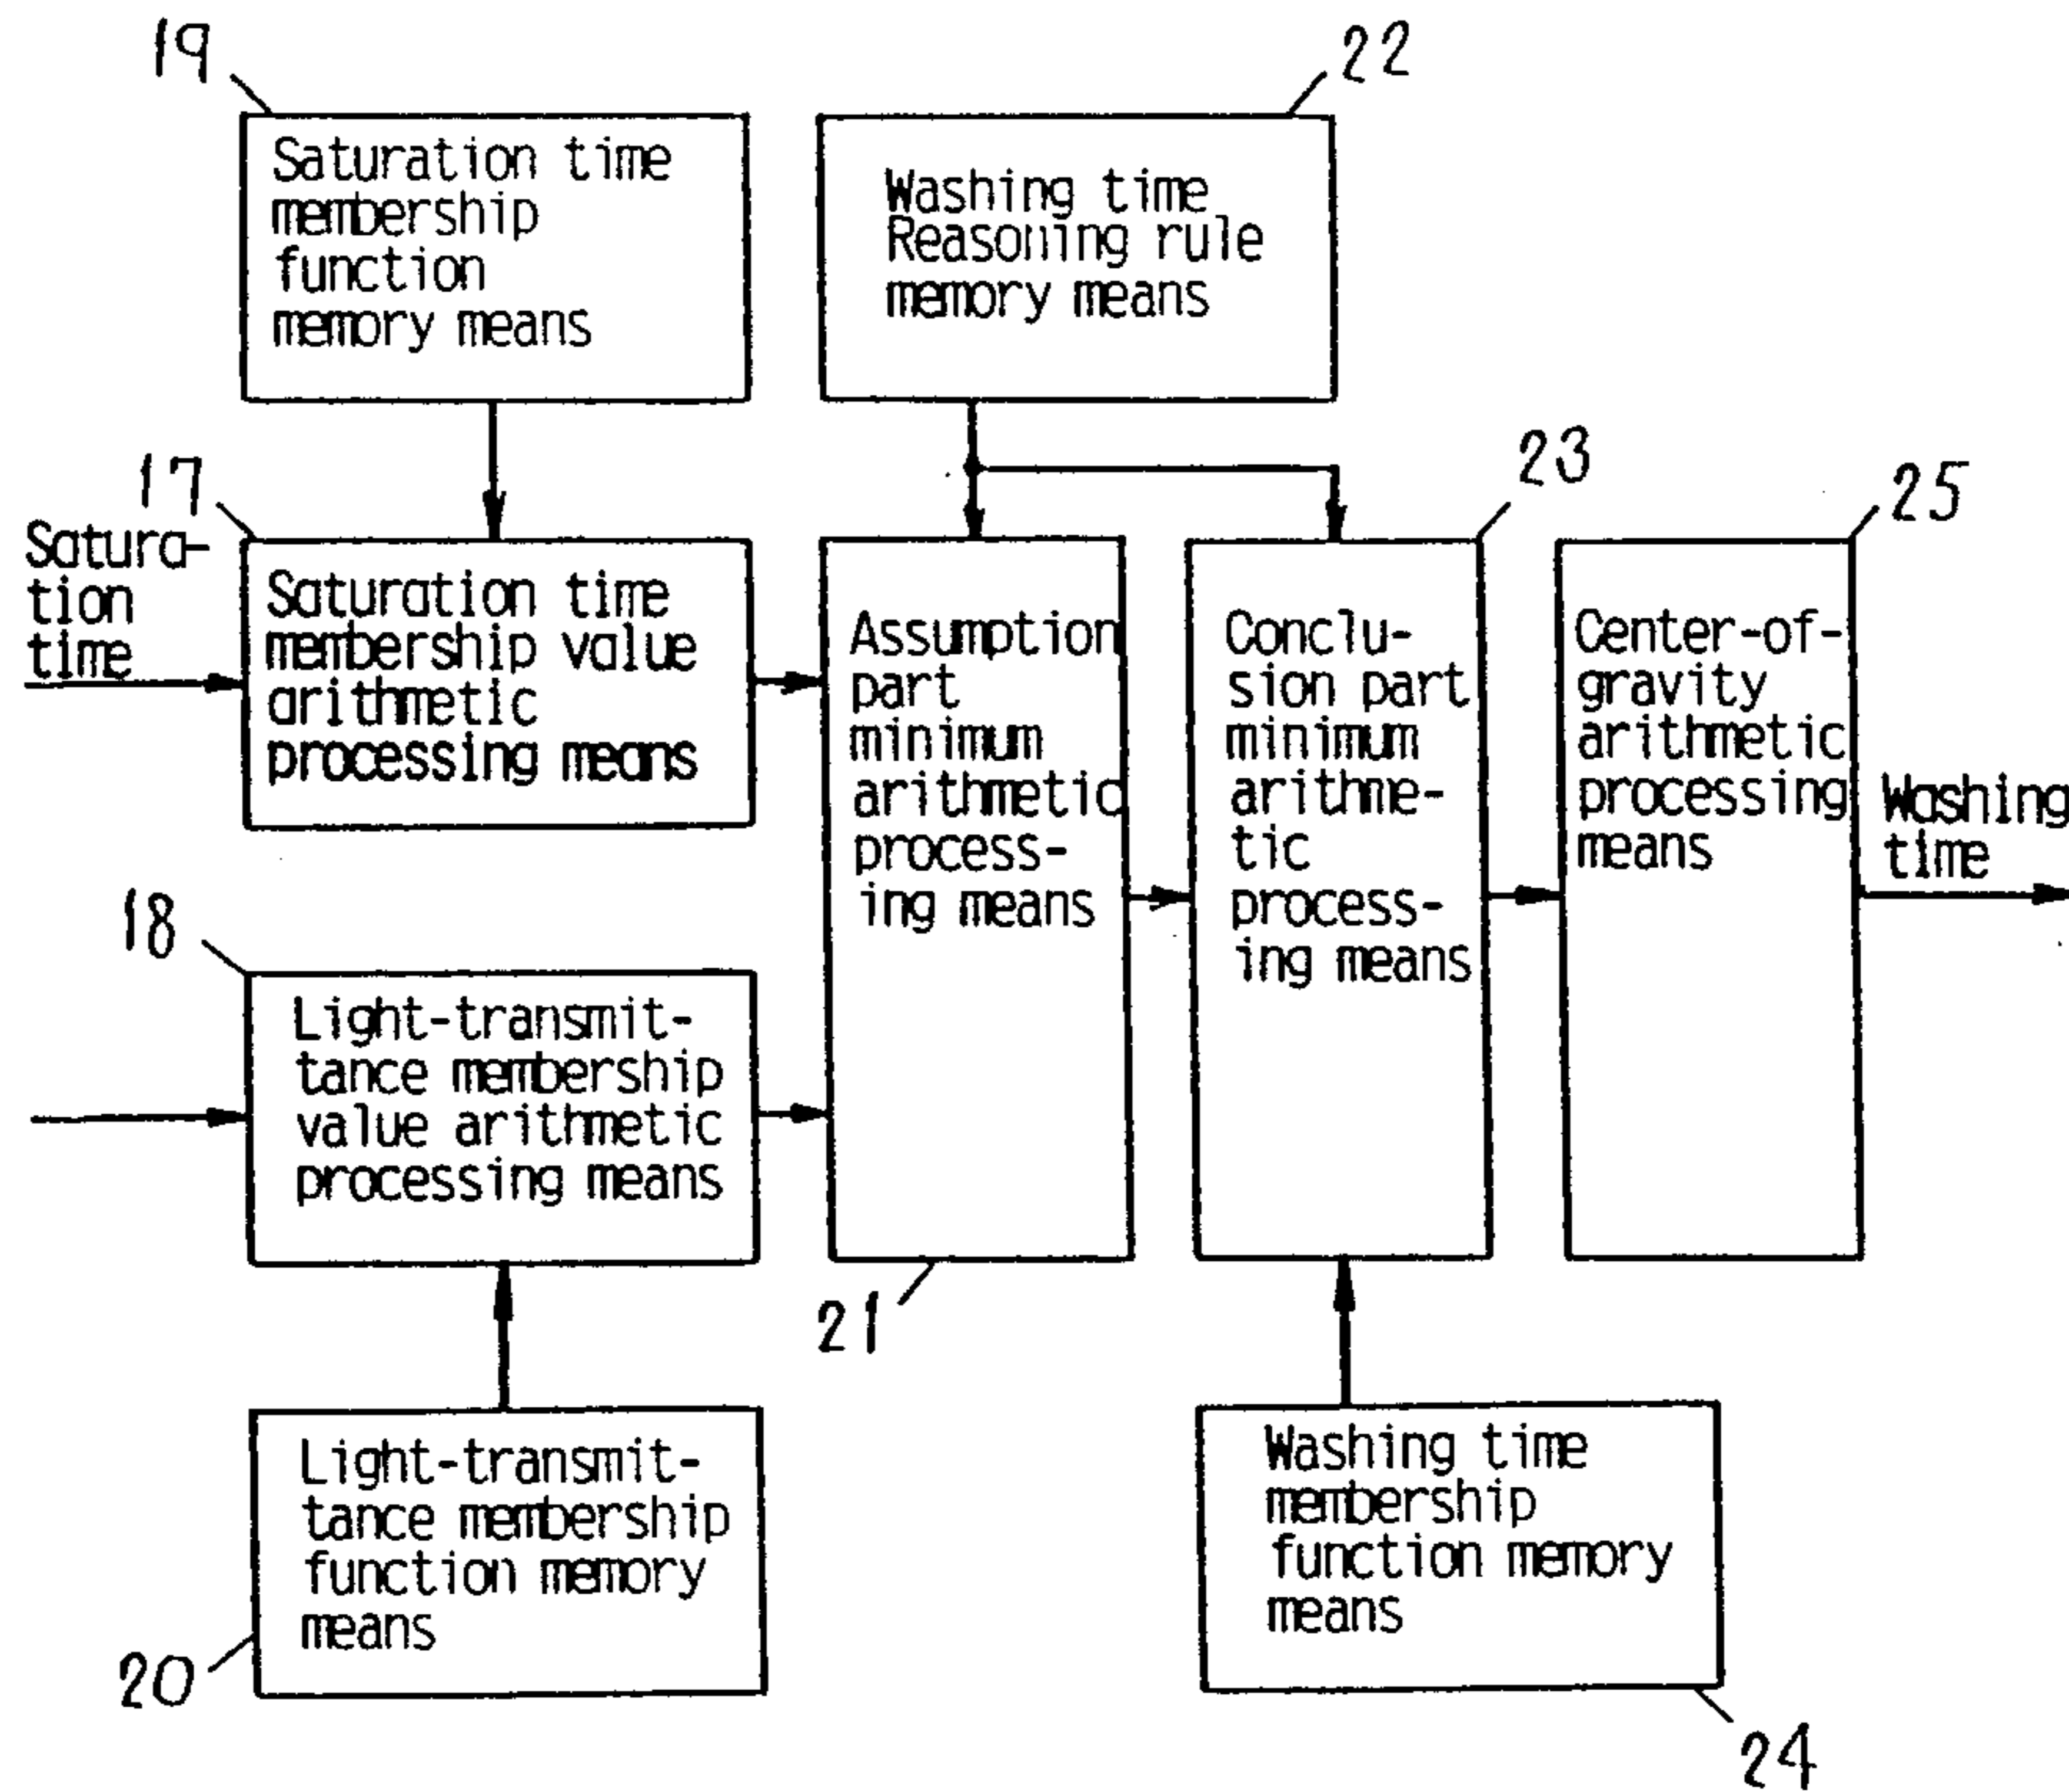 19
Saturation time
membership
function
memory means
22
Washing time
Reasoning rule
memory means
17
Satura-
tion
time
Saturation time
membership value
arithmetic
processing means
Assumption
part
minimum
arithmetic
process-
ing means
21
23
Conclu-
sion part
minimum
arithme-
tic
process-
ing means
25
Center-of-
gravity
arithmetic
processing
means
Washing
time
18
Light-transmit-
tance membership
value arithmetic
processing means
20
Light-transmit-
tance membership
function memory
means
Washing time
membership
function memory
means
24